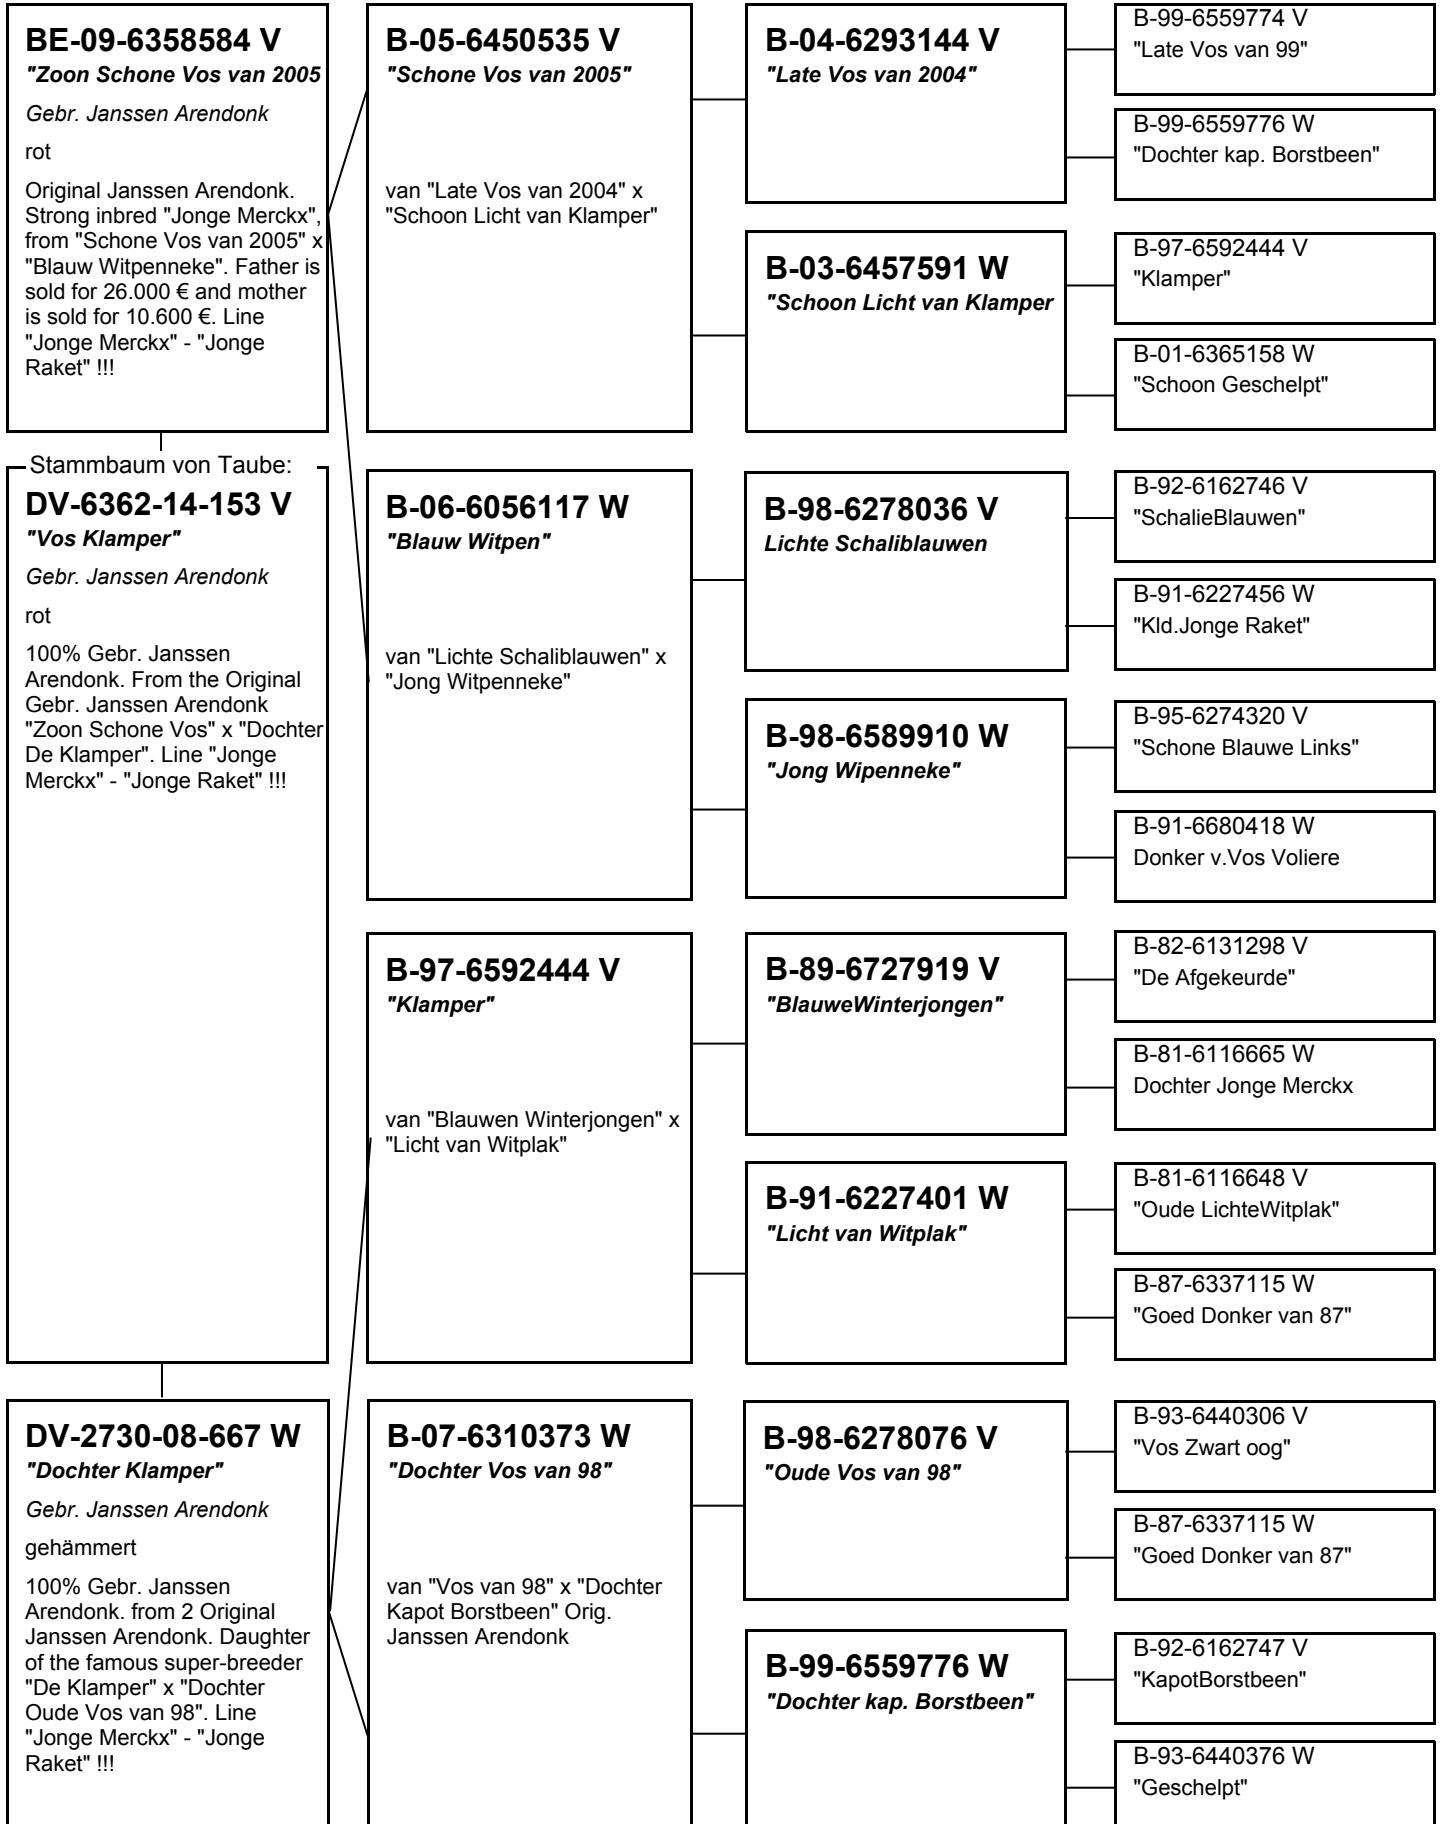 BE-09-6358584 V
"Zoon Schone Vos van 2005
Gebr. Janssen Arendonk
rot
Original Janssen Arendonk.
Strong inbred "Jonge Merckx",
from "Schone Vos van 2005" x
"Blauw Witpenneke". Father is
sold for 26.000 € and mother
is sold for 10.600 €. Line
"Jonge Merckx" - "Jonge
Raket" !!!
Stammbaum von Taube:
DV-6362-14-153 V
"Vos Klamper"
Gebr. Janssen Arendonk
rot
100% Gebr. Janssen
Arendonk. From the Original
Gebr. Janssen Arendonk
"Zoon Schone Vos" x "Dochter
De Klamper". Line "Jonge
Merckx" - "Jonge Raket" !!!
DV-2730-08-667 W
"Dochter Klamper"
Gebr. Janssen Arendonk
gehämmert
100% Gebr. Janssen
Arendonk. from 2 Original
Janssen Arendonk. Daughter
of the famous super-breeder
"De Klamper" x "Dochter
Oude Vos van 98". Line
"Jonge Merckx" - "Jonge
Raket" !!!
B-05-6450535 V
"Schone Vos van 2005"
van "Late Vos van 2004" x
"Schoon Licht van Klamper"
B-06-6056117 W
"Blauw Witpen"
van "Lichte Schaliblauwen" x
"Jong Witpenneke"
B-97-6592444 V
"Klamper"
van "Blauwen Winterjongen" x
"Licht van Witplak"
B-07-6310373 W
"Dochter Vos van 98"
van "Vos van 98" x "Dochter
Kapot Borstbeen" Orig.
Janssen Arendonk
B-04-6293144 V
"Late Vos van 2004"
B-03-6457591 W
"Schoon Licht van Klamper
B-98-6278036 V
Lichte Schaliblauwen
B-98-6589910 W
"Jong Wipenneke"
B-89-6727919 V
"BlauweWinterjongen"
B-91-6227401 W
"Licht van Witplak"
B-98-6278076 V
"Oude Vos van 98"
B-99-6559776 W
"Dochter kap. Borstbeen"
B-99-6559774 V
"Late Vos van 99"
B-99-6559776 W
"Dochter kap. Borstbeen"
B-97-6592444 V
"Klamper"
B-01-6365158 W
"Schoon Geschelpt"
B-92-6162746 V
"SchalieBlauwen"
B-91-6227456 W
"Kld.Jonge Raket"
B-95-6274320 V
"Schone Blauwe Links"
B-91-6680418 W
Donker v.Vos Voliere
B-82-6131298 V
"De Afgekeurde"
B-81-6116665 W
Dochter Jonge Merckx
B-81-6116648 V
"Oude LichteWitplak"
B-87-6337115 W
"Goed Donker van 87"
B-93-6440306 V
"Vos Zwart oog"
B-87-6337115 W
"Goed Donker van 87"
B-92-6162747 V
"KapotBorstbeen"
B-93-6440376 W
"Geschelpt"